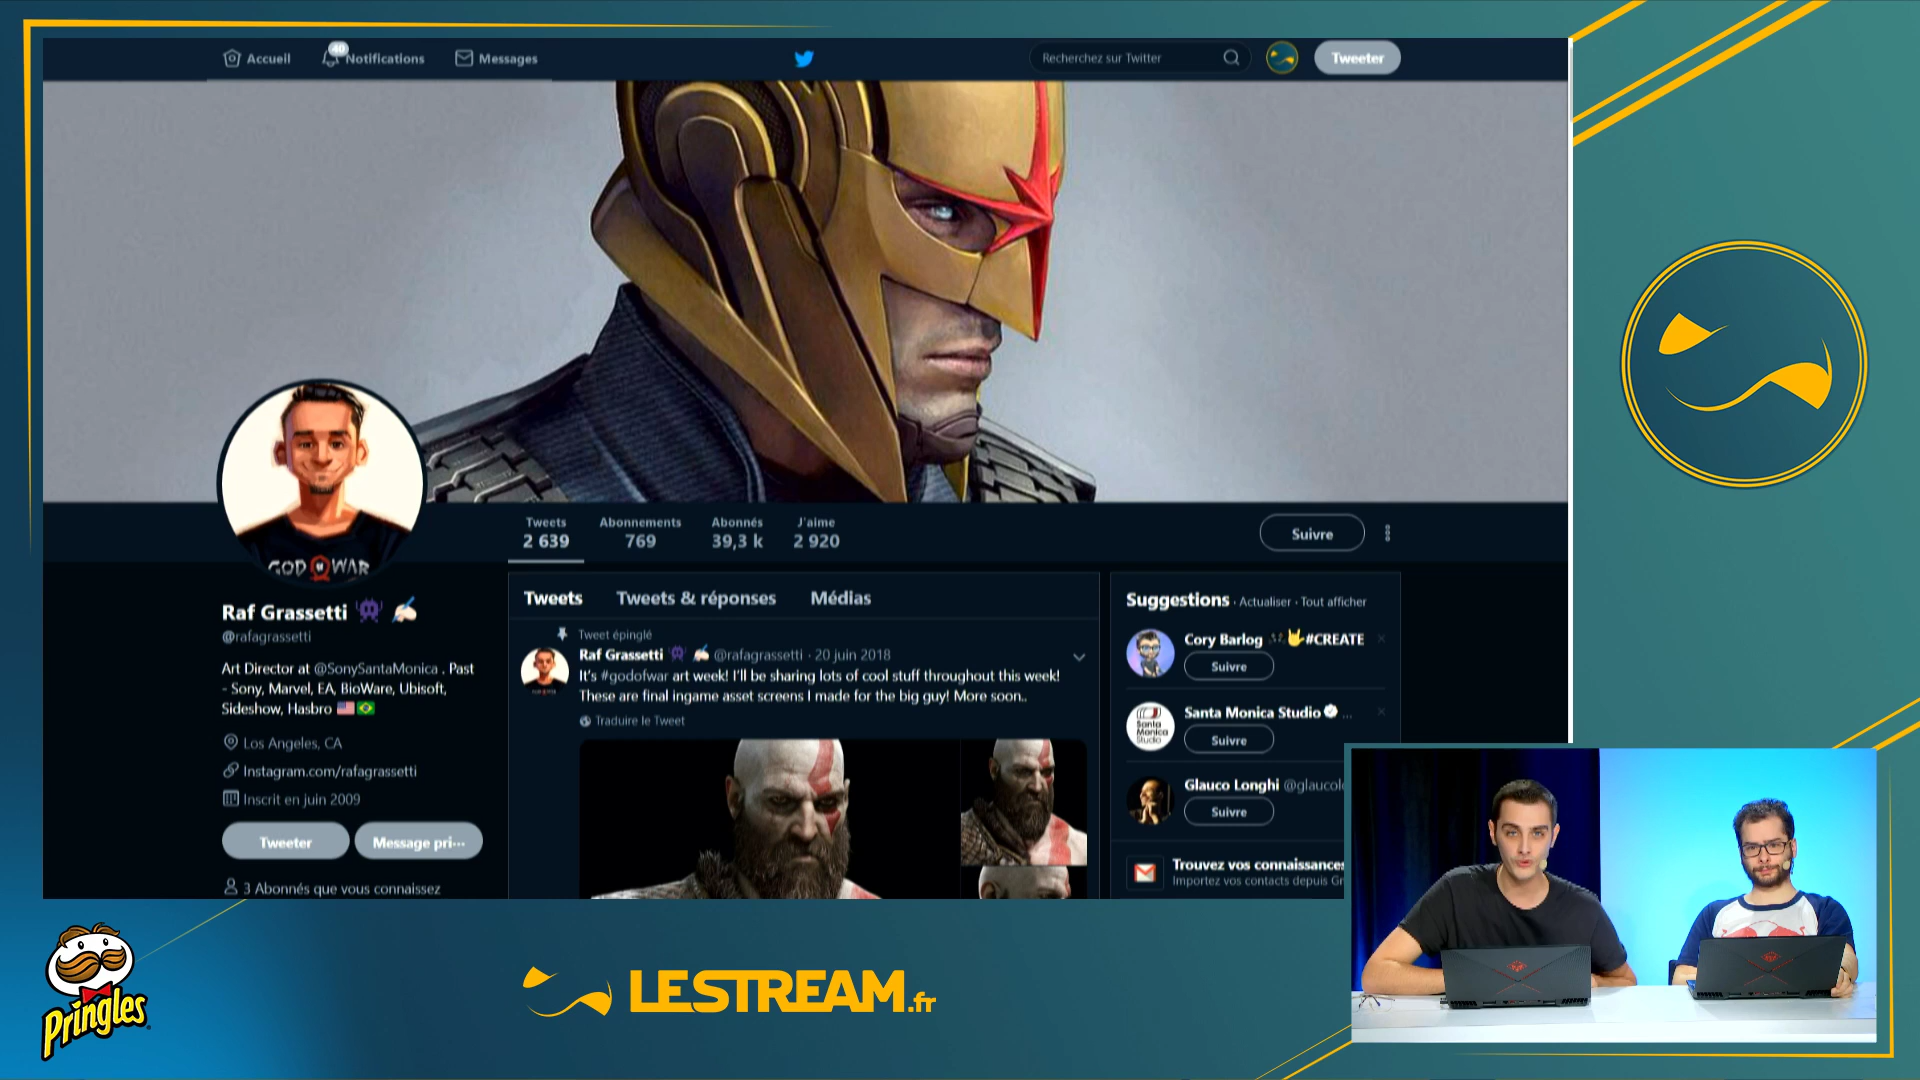 Accueil
40
Notifications
Messages
Recherchez sur Twitter
Tweeter
GOD WAR
Tweets
2 639
Abonnements
769
Abonnés
39,3 k
J'aime
2 920
Suivre
Raf Grassetti
@rafagrassetti
Art Director at @SonySantaMonica . Past
- Sony, Marvel, EA, BioWare, Ubisoft,
Sideshow, Hasbro
Los Angeles, CA
Instagram.com/rafagrassetti
Inscrit en juin 2009
Tweeter
Message pri...
3 Abonnés que vous connaissez
Tweets
Tweets & réponses
Médias
Tweet épinglé
Raf Grassetti @rafagrassetti · 20 juin 2018
It's #godofwar art week! I'll be sharing lots of cool stuff throughout this week!
These are final ingame asset screens I made for the big guy! More soon..
Traduire le Tweet
Suggestions · Actualiser · Tout afficher
Cory Barlog #CREATE
Suivre
Santa Monica Studio ...
Santa
Monica
Studio
Suivre
Glauco Longhi @glaucol
Suivre
Trouvez vos connaissances
Importez vos contacts depuis G
Pringles
LESTREAM.fr